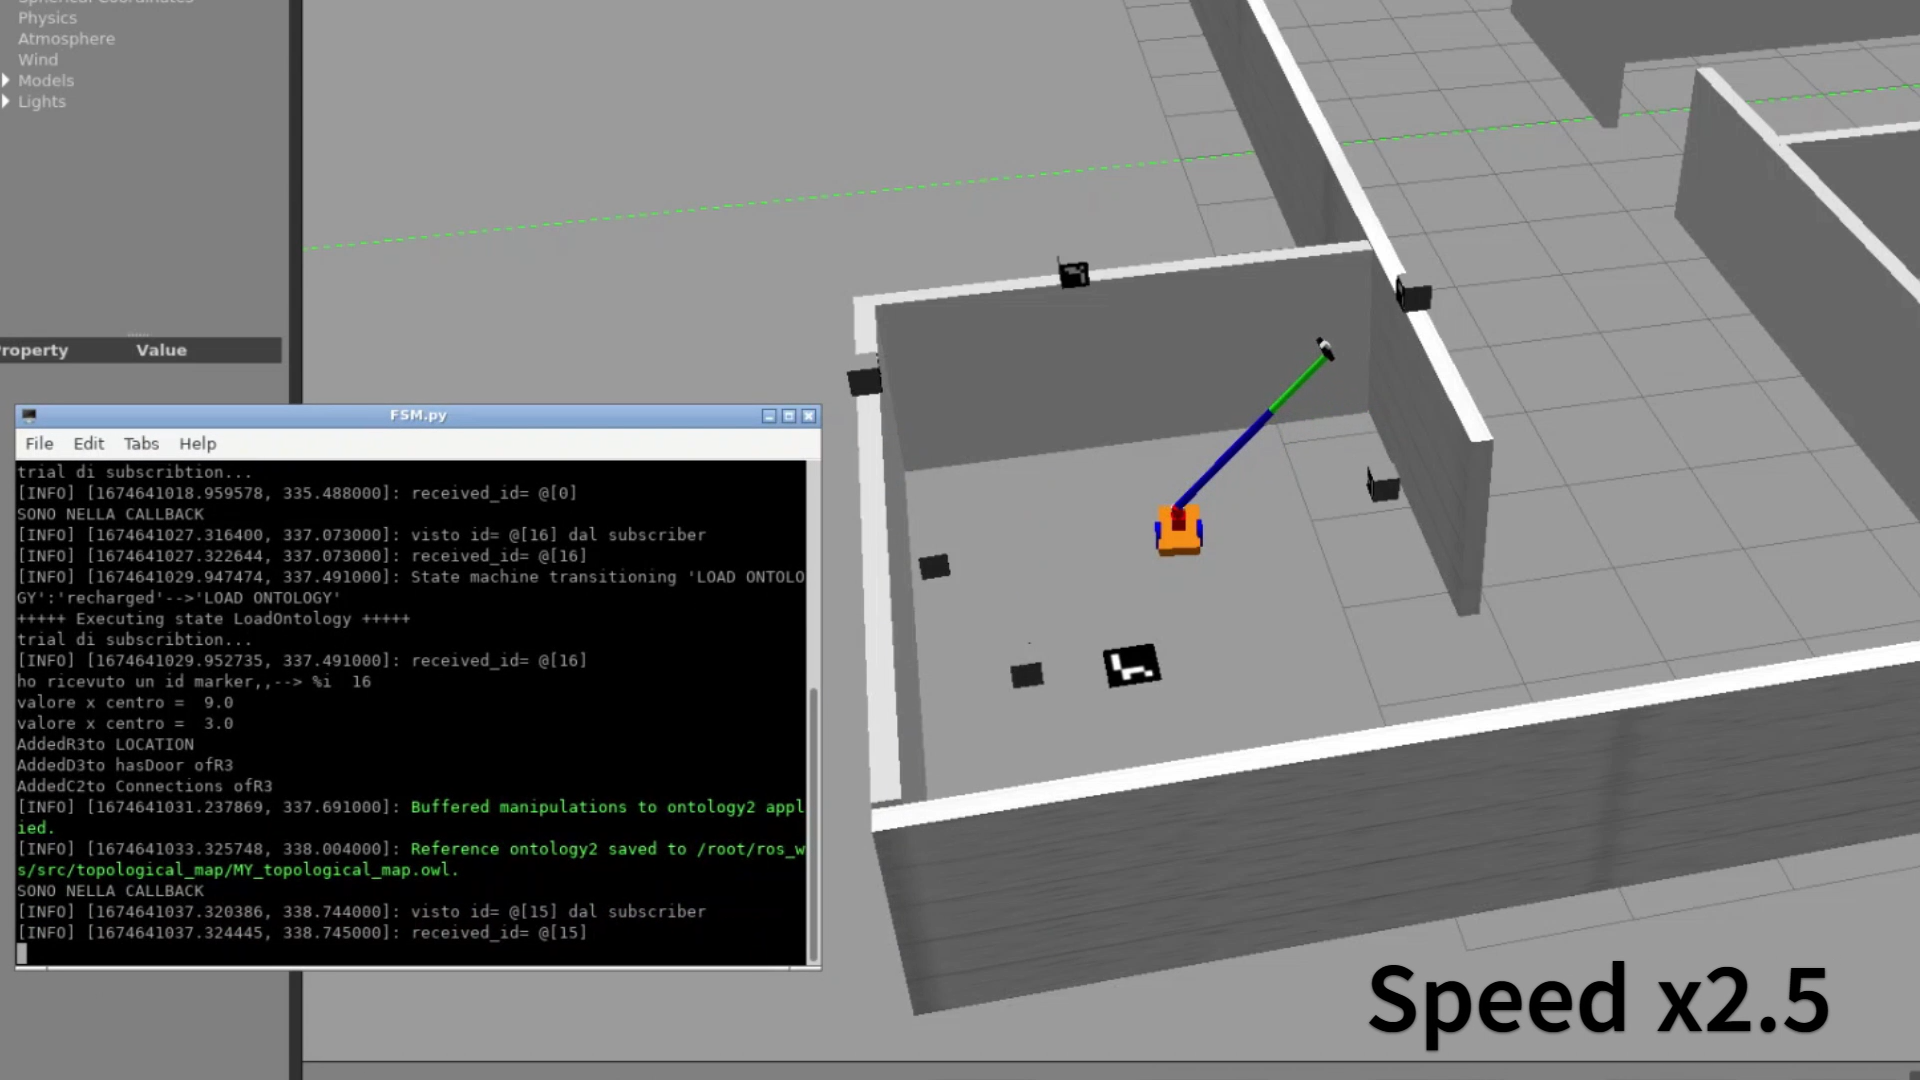 Spherical Coordinates
Physics
Atmosphere
Wind
Models
Lights
roperty Value
FSM.py
File Edit Tabs Help
trial di subscribtion...
[INFO] [1674641018.959578, 335.488000]: received_id= @[0]
SONO NELLA CALLBACK
[INFO] [1674641027.316400, 337.073000]: visto id= @[16] dal subscriber
[INFO] [1674641027.322644, 337.073000]: received_id= @[16]
[INFO] [1674641029.947474, 337.491000]: State machine transitioning 'LOAD ONTOLO
GY':'recharged'-->'LOAD ONTOLOGY'
+++++ Executing state LoadOntology +++++
trial di subscribtion...
[INFO] [1674641029.952735, 337.491000]: received_id= @[16]
ho ricevuto un id marker,,--> %i  16
valore x centro =  9.0
valore x centro =  3.0
AddedR3to LOCATION
AddedD3to hasDoor ofR3
AddedC2to Connections ofR3
[INFO] [1674641031.237869, 337.691000]: Buffered manipulations to ontology2 appl
ied.
[INFO] [1674641033.325748, 338.004000]: Reference ontology2 saved to /root/ros_w
s/src/topological_map/MY_topological_map.owl.
SONO NELLA CALLBACK
[INFO] [1674641037.320386, 338.744000]: visto id= @[15] dal subscriber
[INFO] [1674641037.324445, 338.745000]: received_id= @[15]
Speed x2.5